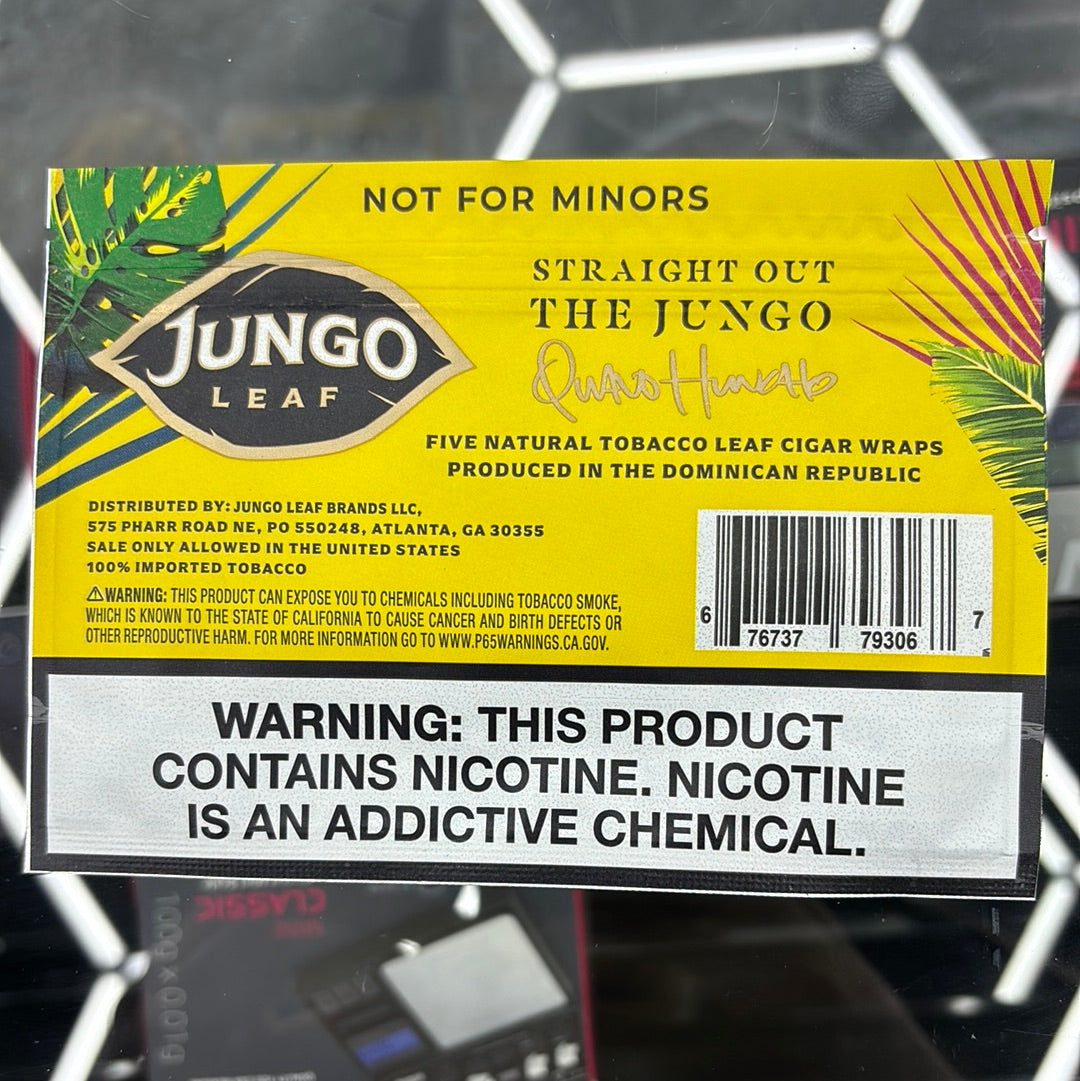 NOT FOR MINORS
JUNGO
LEAF
STRAIGHT OUT
THE JUNGO
FIVE NATURAL TOBACCO LEAF CIGAR WRAPS
PRODUCED IN THE DOMINICAN REPUBLIC
DISTRIBUTED BY: JUNGO LEAF BRANDS LLC,
575 PHARR ROAD NE, PO 550248, ATLANTA, GA 30355
SALE ONLY ALLOWED IN THE UNITED STATES
100% IMPORTED TOBACCO
⚠WARNING: THIS PRODUCT CAN EXPOSE YOU TO CHEMICALS INCLUDING TOBACCO SMOKE,
WHICH IS KNOWN TO THE STATE OF CALIFORNIA TO CAUSE CANCER AND BIRTH DEFECTS OR
OTHER REPRODUCTIVE HARM. FOR MORE INFORMATION GO TO WWW.P65WARNINGS.CA.GOV.
6 76737 79306 7
WARNING: THIS PRODUCT
CONTAINS NICOTINE. NICOTINE
IS AN ADDICTIVE CHEMICAL.
CLASSIC
100g x 0.01g